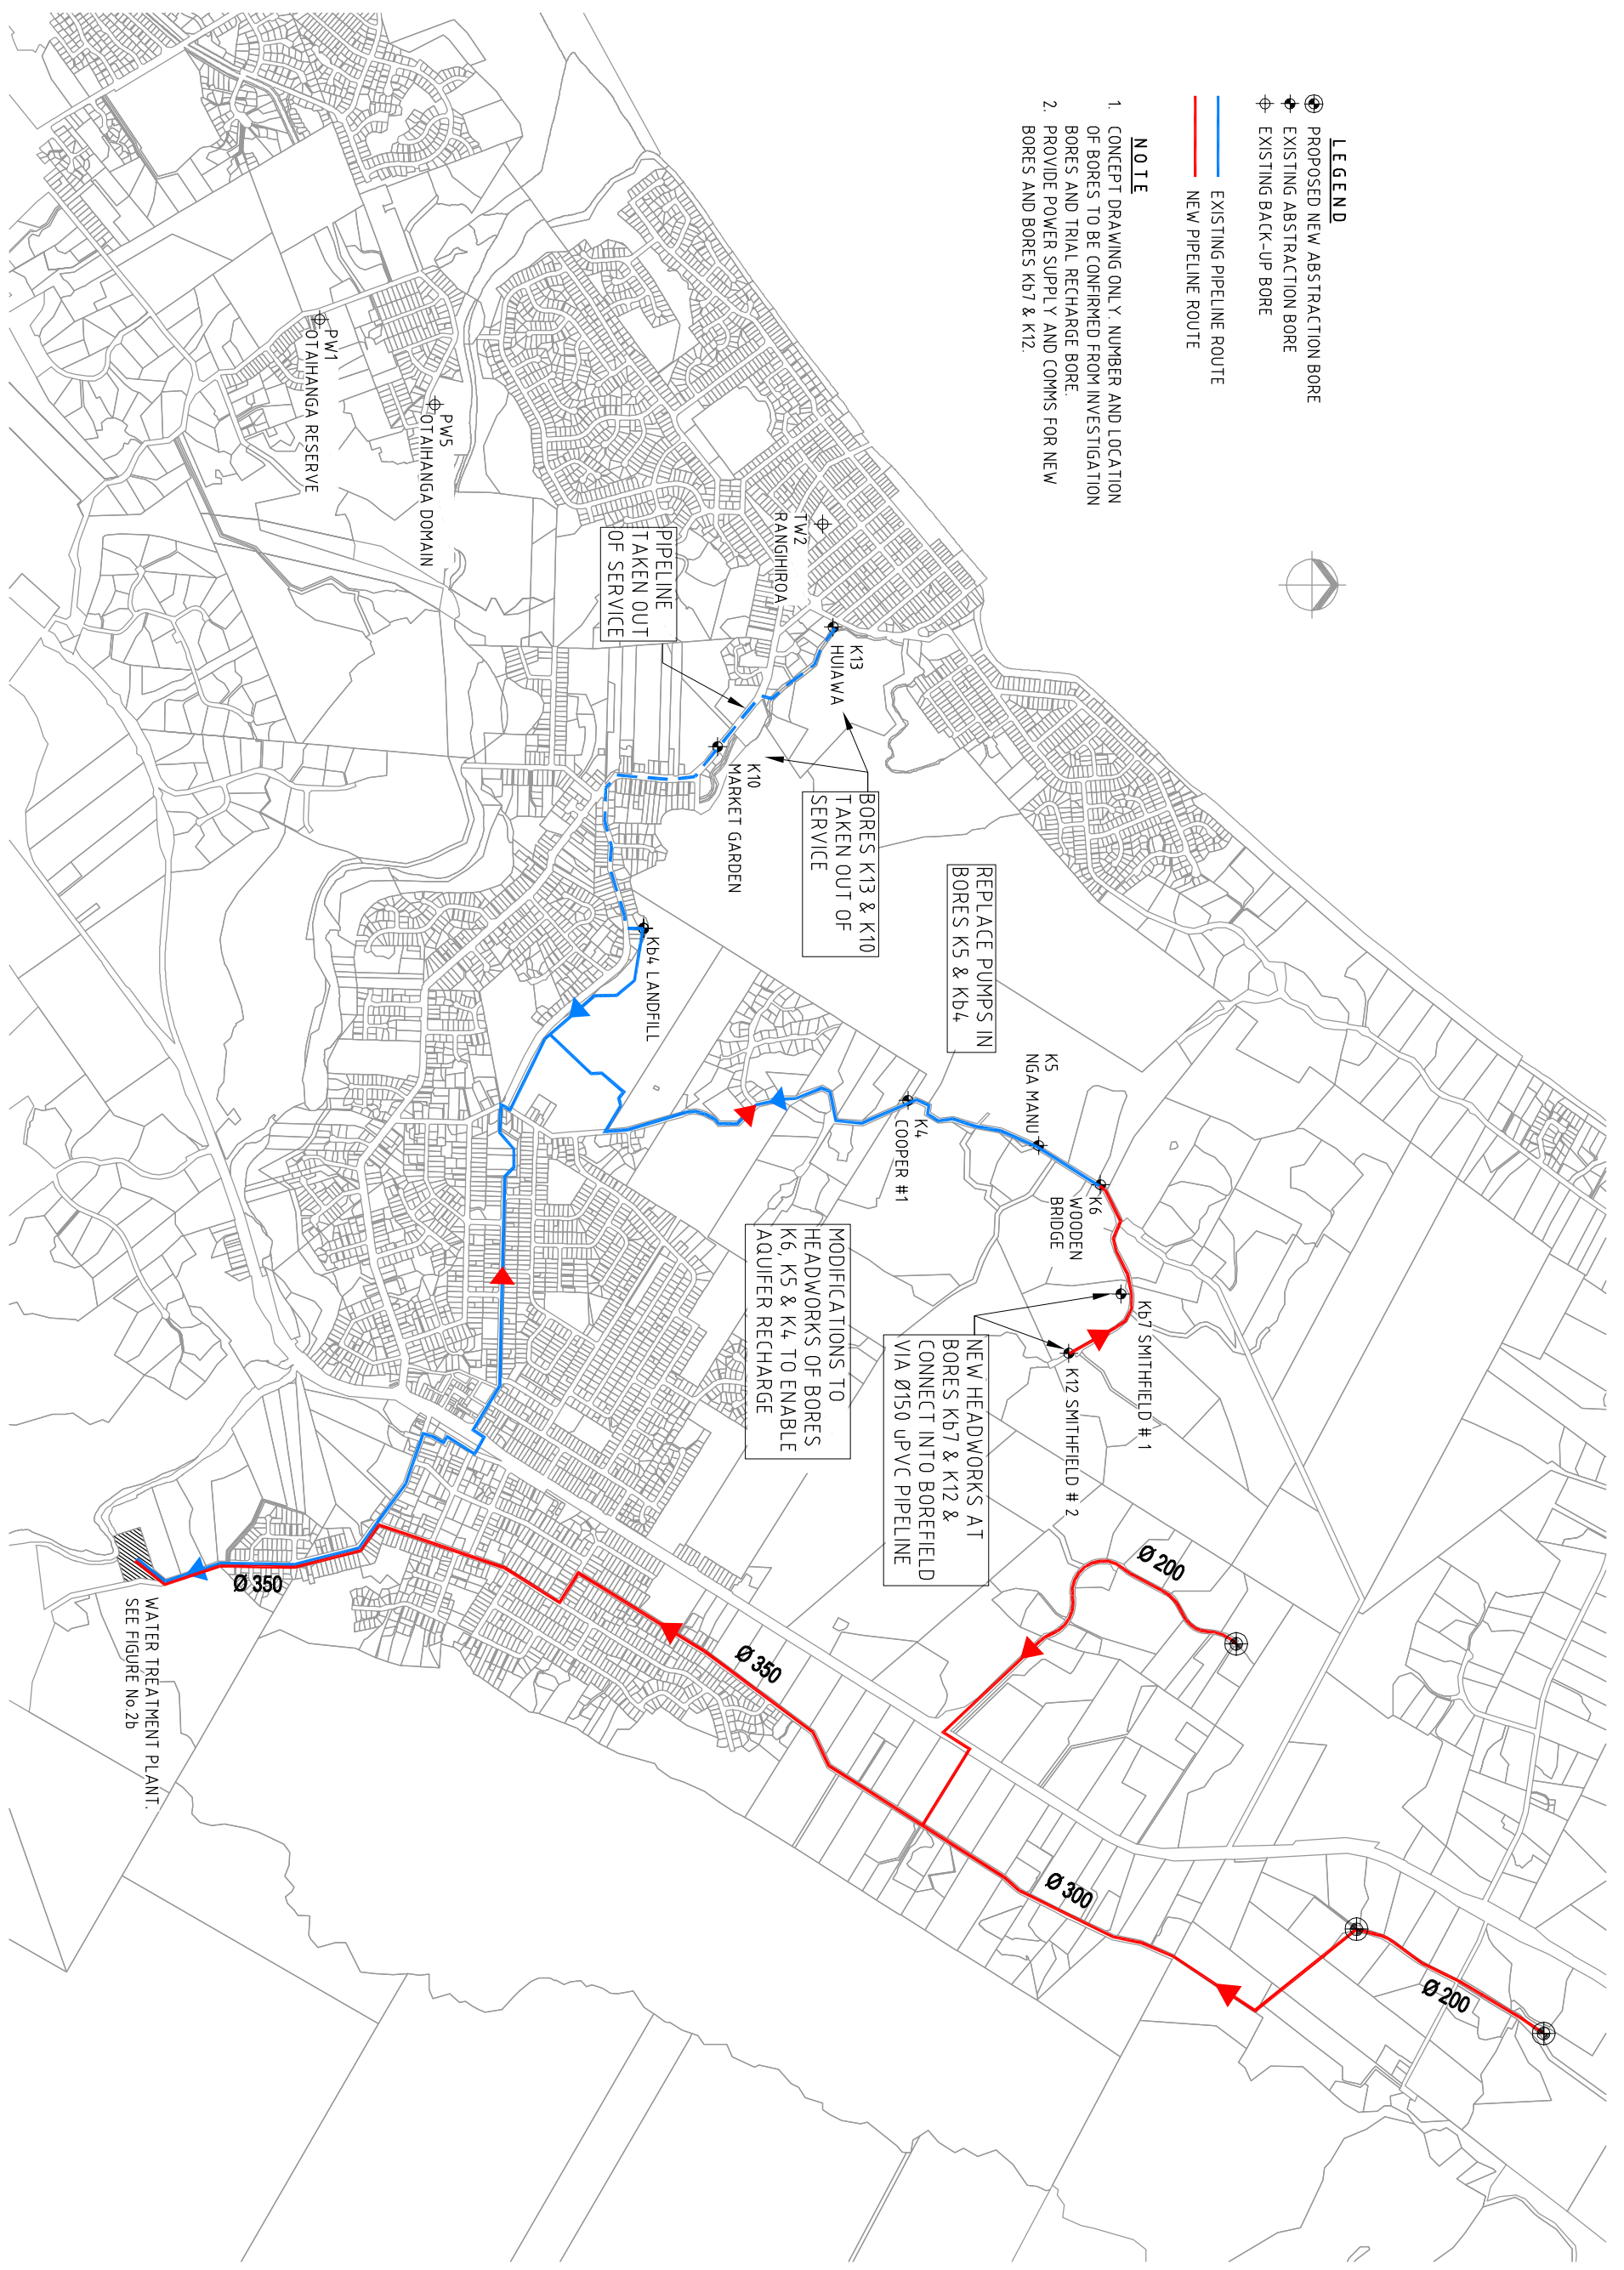 LEGEND
PROPOSED NEW ABSTRACTION BORE
EXISTING ABSTRACTION BORE
EXISTING BACK-UP BORE
EXISTING PIPELINE ROUTE
NEW PIPELINE ROUTE
NOTE
1. CONCEPT DRAWING ONLY. NUMBER AND LOCATION
OF BORES TO BE CONFIRMED FROM INVESTIGATION
BORES AND TRIAL RECHARGE BORE.
2. PROVIDE POWER SUPPLY AND COMMS FOR NEW
BORES AND BORES Kb7 & K12.
PW1
OTAIHANGA RESERVE
PW5
OTAIHANGA DOMAIN
TW2
RANGIHIROA
PIPELINE
TAKEN OUT
OF SERVICE
K13
HUIAWA
K10
MARKET GARDEN
BORES K13 & K10
TAKEN OUT OF
SERVICE
REPLACE PUMPS IN
BORES K5 & Kb4
Kb4 LANDFILL
K5
NGA MANU
K4
COOPER #1
K6
WOODEN
BRIDGE
Kb7 SMITHFIELD # 1
K12 SMITHFIELD # 2
MODIFICATIONS TO
HEADWORKS OF BORES
K6, K5 & K4 TO ENABLE
AQUIFER RECHARGE
NEW HEADWORKS AT
BORES Kb7 & K12 &
CONNECT INTO BOREFIELD
VIA Ø150 uPVC PIPELINE
Ø 200
Ø 350
Ø 350
Ø 300
Ø 200
WATER TREATMENT PLANT.
SEE FIGURE No.2b